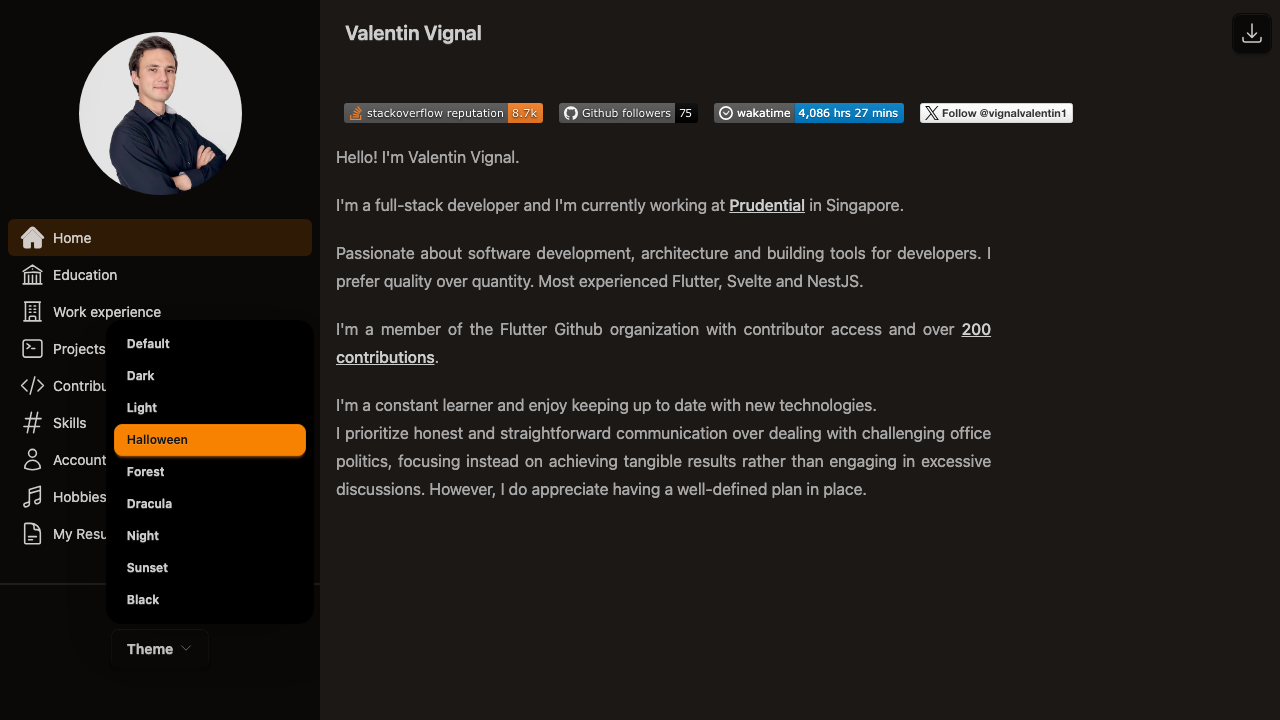 Valentin Vignal
stackoverflow reputation 8.7k
Github followers 75
wakatime 4,086 hrs 27 mins
Follow @vignalvalentin1
Hello! I'm Valentin Vignal.
I'm a full-stack developer and I'm currently working at Prudential in Singapore.
Passionate about software development, architecture and building tools for developers. I
prefer quality over quantity. Most experienced Flutter, Svelte and NestJS.
I'm a member of the Flutter Github organization with contributor access and over 200
contributions.
I'm a constant learner and enjoy keeping up to date with new technologies.
I prioritize honest and straightforward communication over dealing with challenging office
politics, focusing instead on achieving tangible results rather than engaging in excessive
discussions. However, I do appreciate having a well-defined plan in place.
Home
Education
Work experience
Projects
Contribu
Skills
Account
Hobbies
My Resu
Default
Dark
Light
Halloween
Forest
Dracula
Night
Sunset
Black
Theme